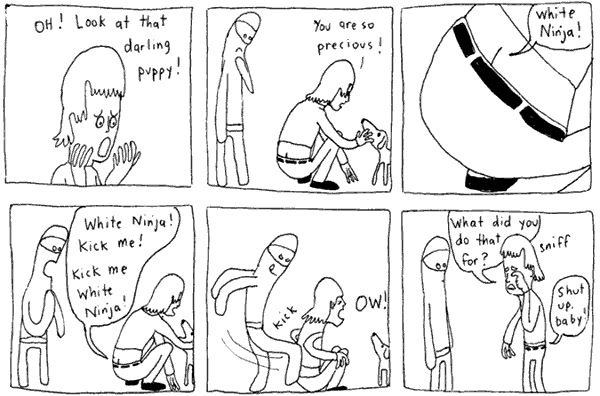 OH! Look at that
darling
puppy!
You are so
precious!
White
Ninja!
White Ninja!
Kick me!
Kick me
White
Ninja!
kick
OW!
What did you
do that
for?
sniff
Shut
up,
baby!